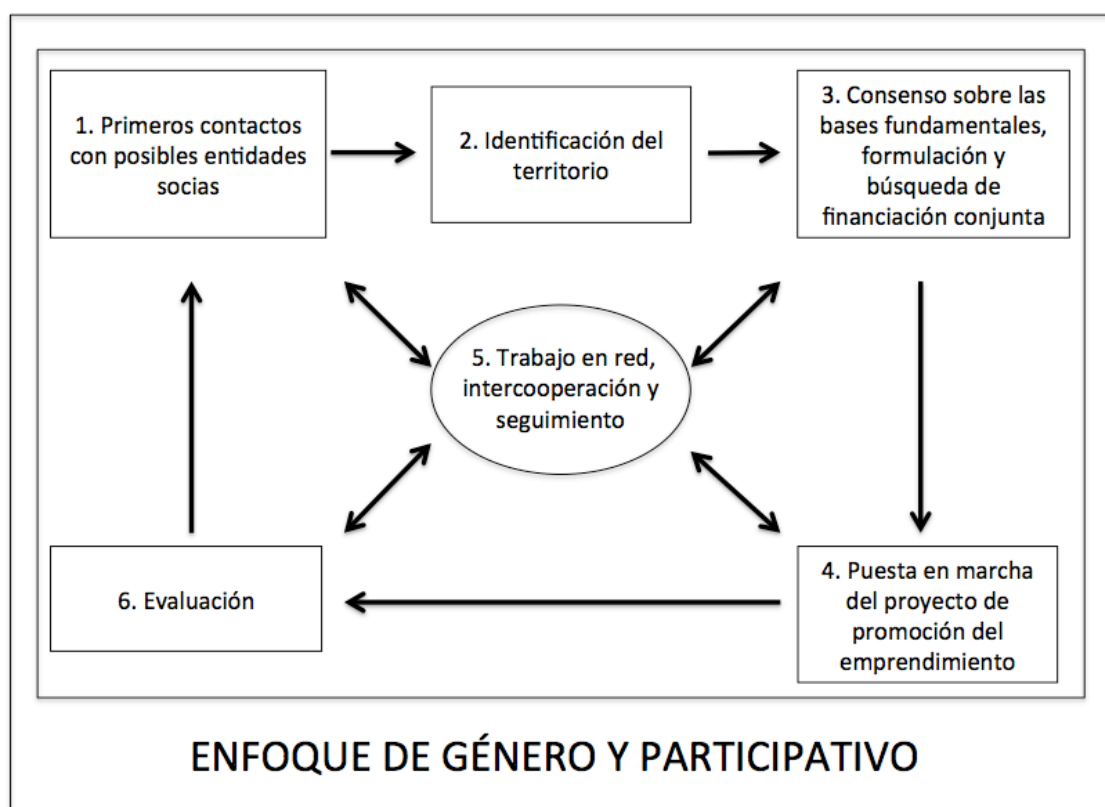 1. Primeros contactos
con posibles entidades
socias
2. Identificación del
territorio
3. Consenso sobre las
bases fundamentales,
formulación y
búsqueda de
financiación conjunta
5. Trabajo en red,
intercooperación y
seguimiento
6. Evaluación
4. Puesta en marcha
del proyecto de
promoción del
emprendimiento
ENFOQUE DE GÉNERO Y PARTICIPATIVO